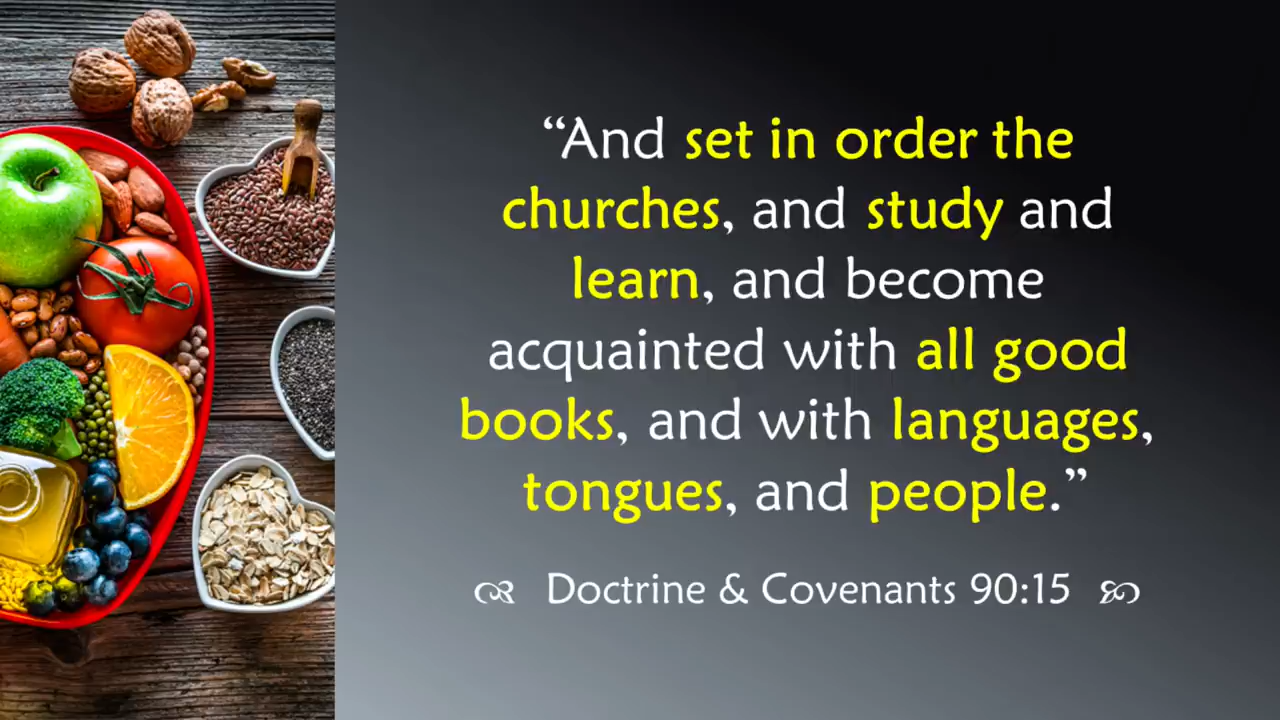 “And set in order the
churches, and study and
learn, and become
acquainted with all good
books, and with languages,
tongues, and people.”
Doctrine & Covenants 90:15